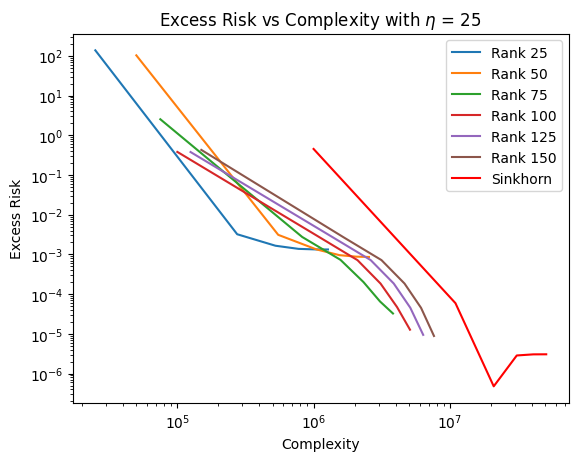 Excess Risk vs Complexity with η = 25
Excess Risk
10²
10¹
10⁰
10⁻¹
10⁻²
10⁻³
10⁻⁴
10⁻⁵
10⁻⁶
Rank 25
Rank 50
Rank 75
Rank 100
Rank 125
Rank 150
Sinkhorn
10⁵
10⁶
10⁷
Complexity